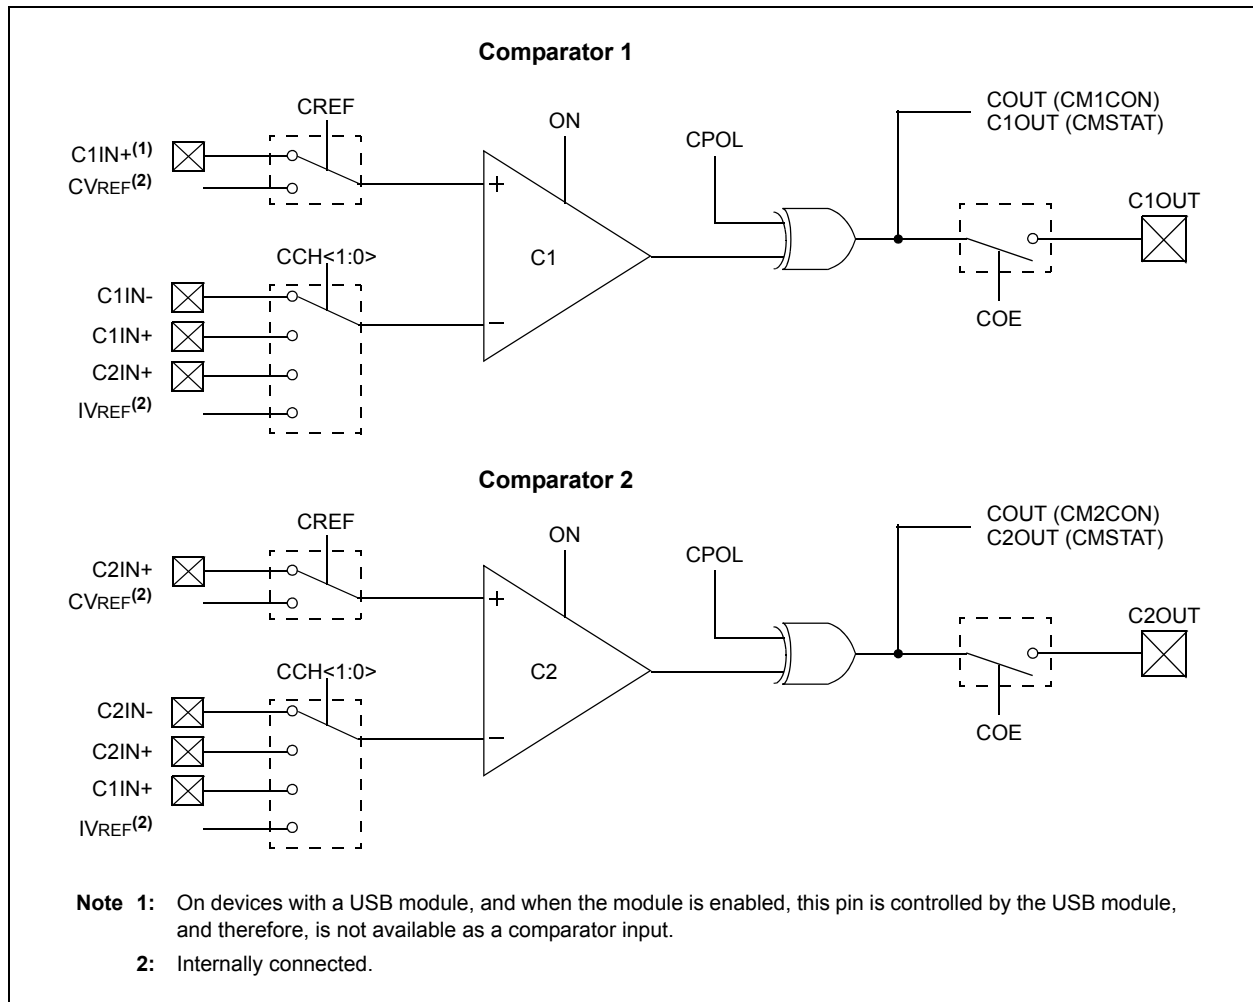 Comparator 1
CREF
ON
COUT (CM1CON)
C1OUT (CMSTAT)
C1IN+(1)
CPOL
CVREF(2)
+
C1OUT
CCH<1:0>
C1
C1IN-
C1IN+
–
COE
C2IN+
IVREF(2)
Comparator 2
CREF
ON
COUT (CM2CON)
C2OUT (CMSTAT)
C2IN+
CPOL
CVREF(2)
+
C2OUT
CCH<1:0>
C2
C2IN-
C2IN+
–
COE
C1IN+
IVREF(2)
Note 1: On devices with a USB module, and when the module is enabled, this pin is controlled by the USB module,
and therefore, is not available as a comparator input.
2: Internally connected.